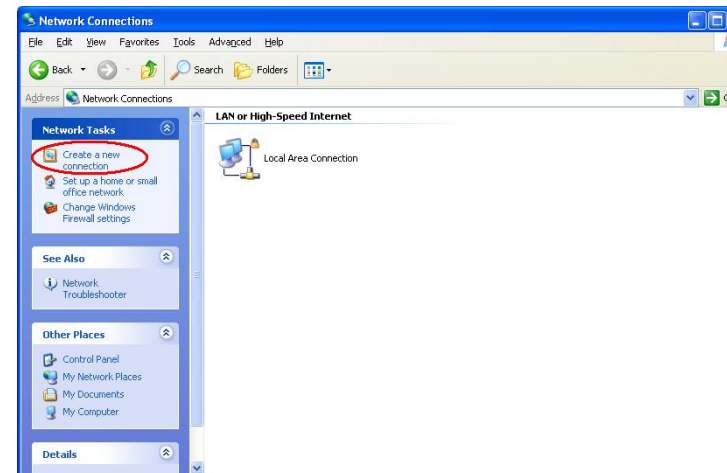 Network Connections
File Edit View Favorites Tools Advanced Help
Back Search Folders
Address Network Connections
Network Tasks
Create a new
connection
Set up a home or small
office network
Change Windows
Firewall settings
See Also
Network
Troubleshooter
Other Places
Control Panel
My Network Places
My Documents
My Computer
Details
LAN or High-Speed Internet
Local Area Connection